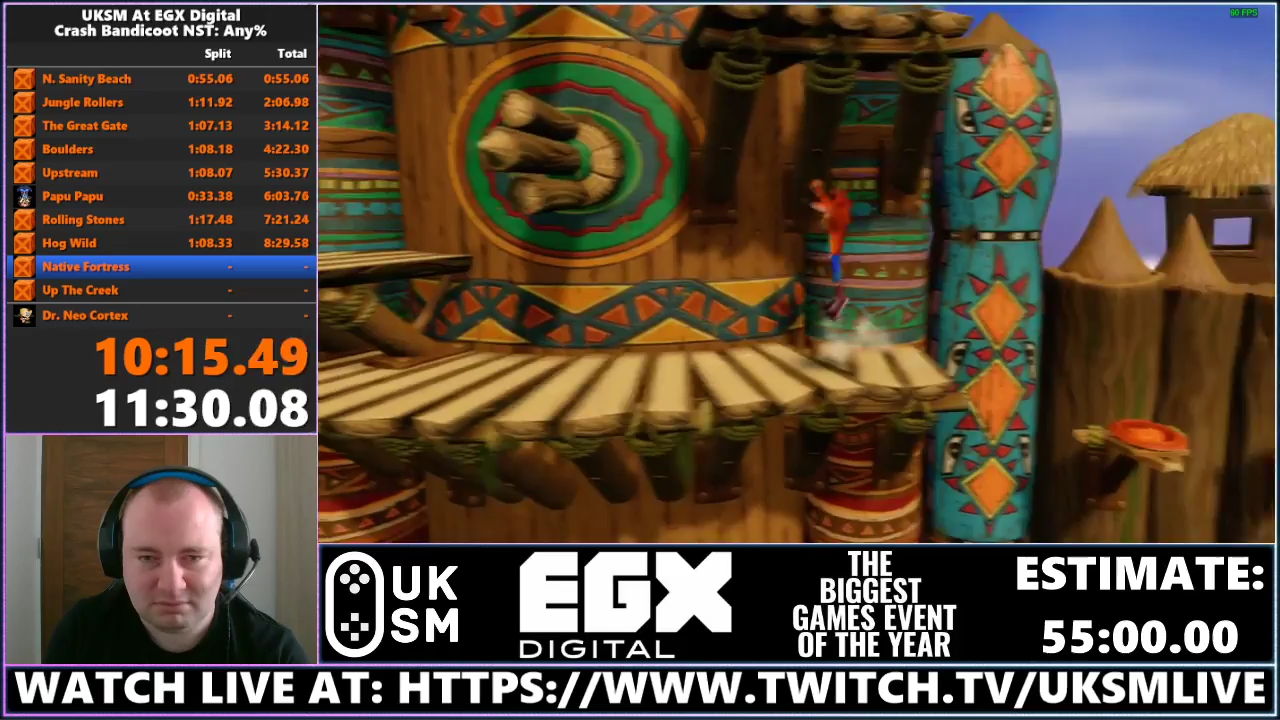 UKSM At EGX Digital
Crash Bandicoot NST: Any%
Split Total
N. Sanity Beach 0:55.06 0:55.06
Jungle Rollers 1:11.92 2:06.98
The Great Gate 1:07.13 3:14.12
Boulders 1:08.18 4:22.30
Upstream 1:08.07 5:30.37
Papu Papu 0:33.38 6:03.76
Rolling Stones 1:17.48 7:21.24
Hog Wild 1:08.33 8:29.58
Native Fortress - -
Up The Creek - -
Dr. Neo Cortex - -
10:15.49
11:30.08
60 FPS
UK
SM
EGX
DIGITAL
THE
BIGGEST
GAMES EVENT
OF THE YEAR
ESTIMATE:
55:00.00
WATCH LIVE AT: HTTPS://WWW.TWITCH.TV/UKSMLIVE